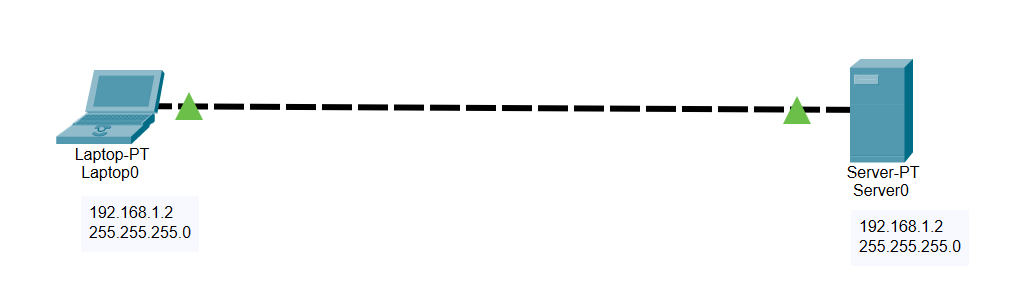 Laptop-PT
Laptop0
192.168.1.2
255.255.255.0
Server-PT
Server0
192.168.1.2
255.255.255.0